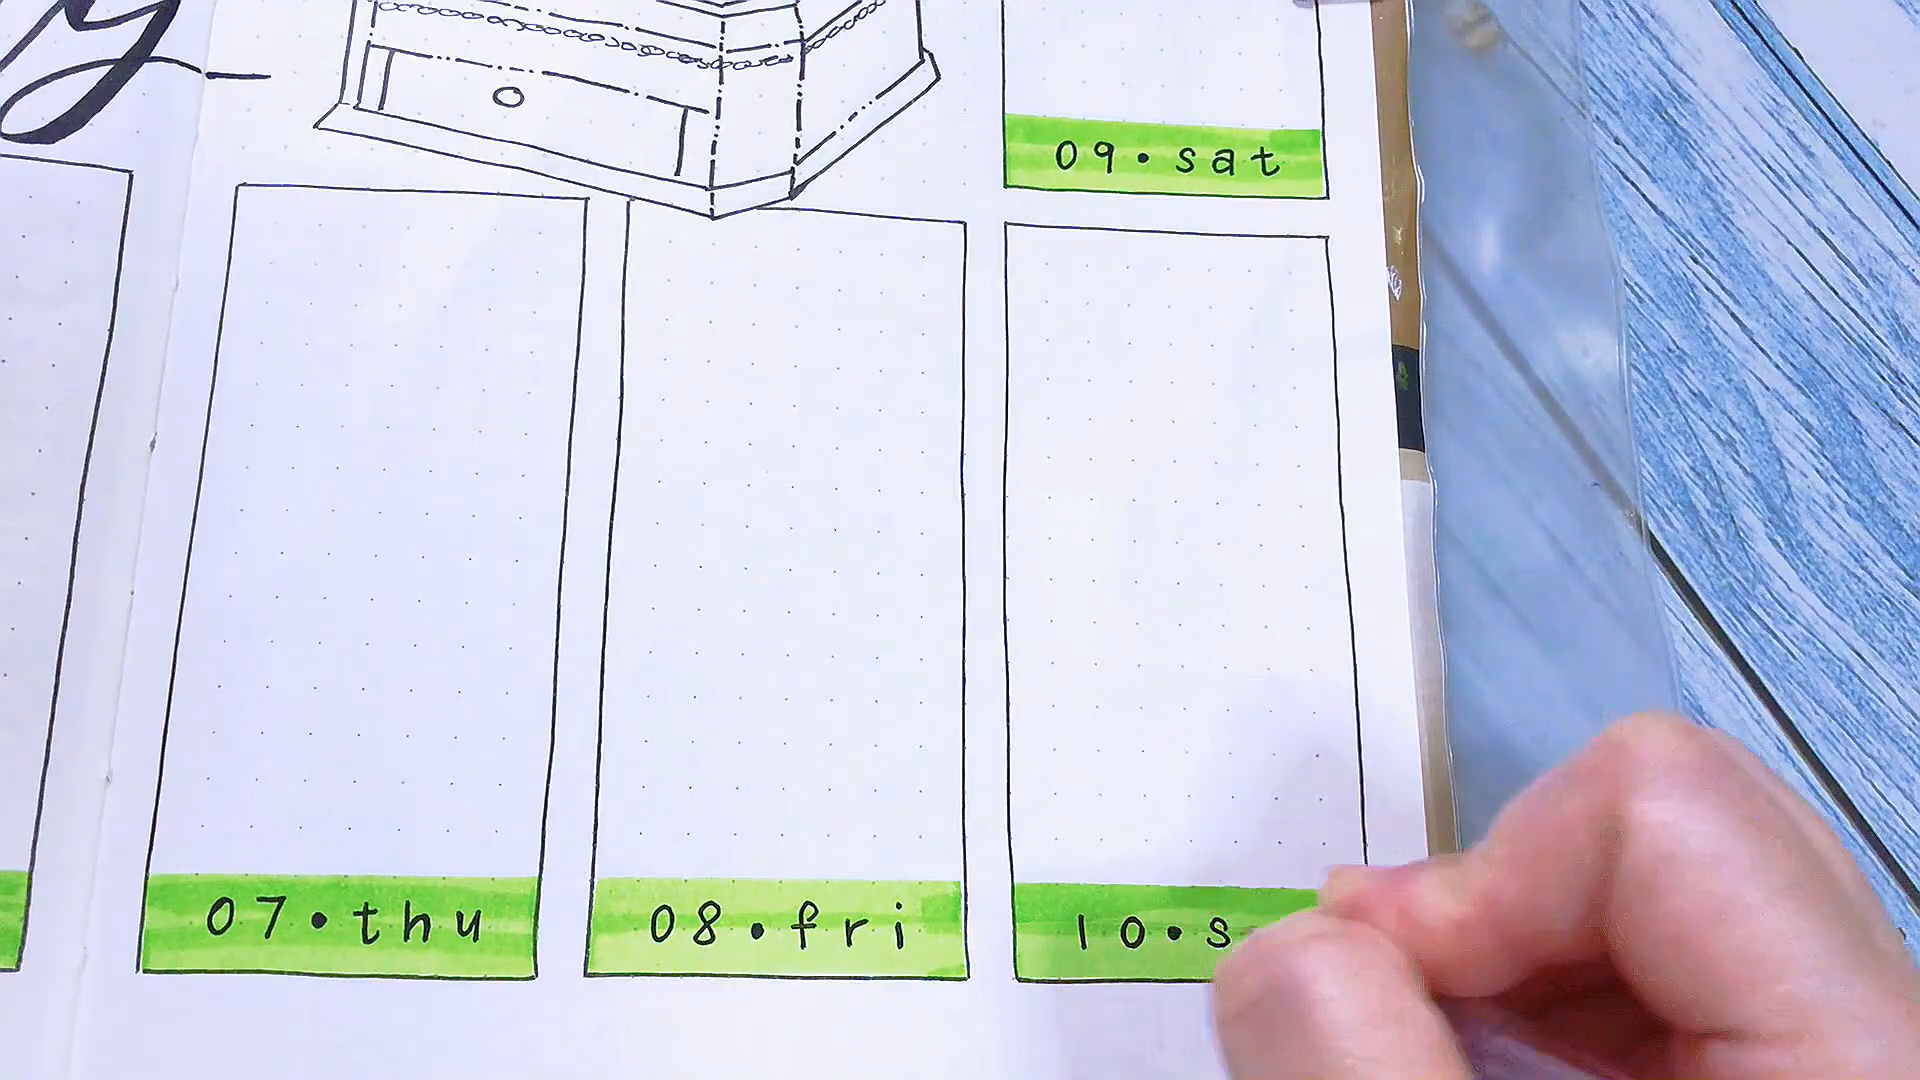 y
09 • sat
07 • thu
08 • fri
10 • s